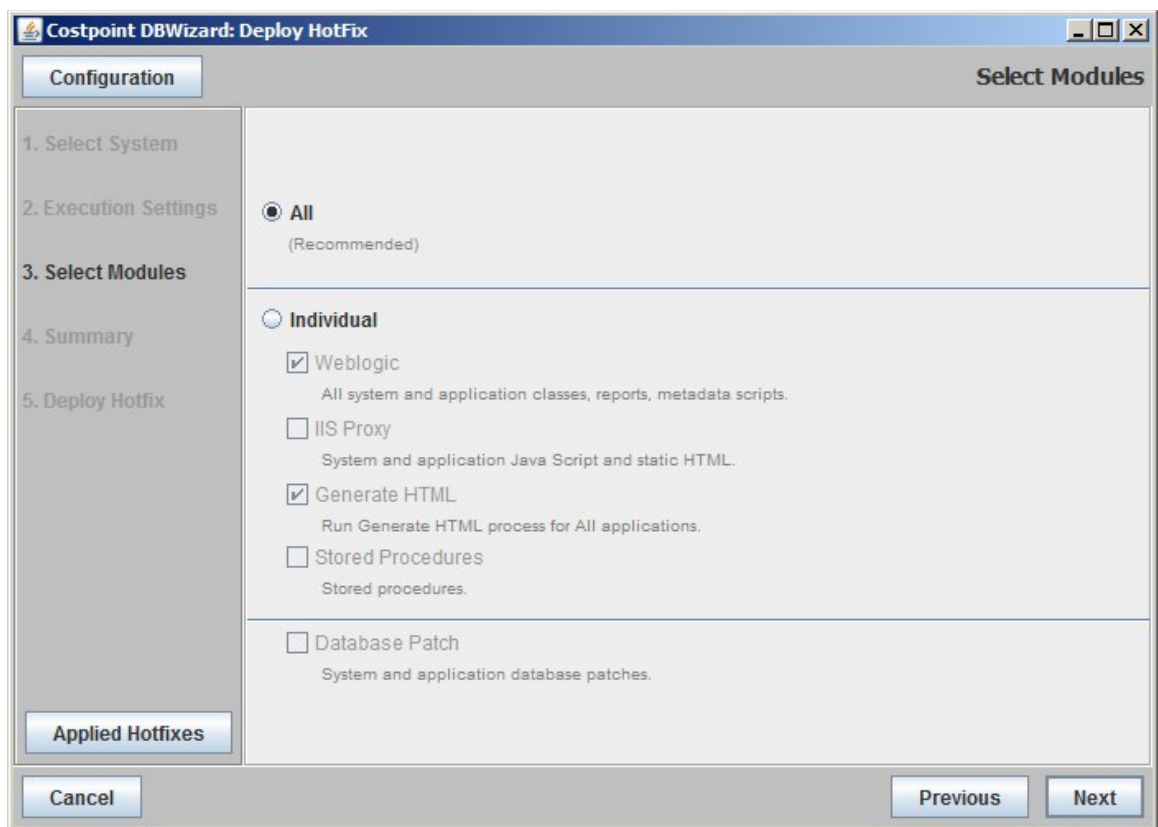 Costpoint DBWizard: Deploy HotFix
Configuration
Select Modules
1. Select System
2. Execution Settings
3. Select Modules
4. Summary
5. Deploy Hotfix
All
(Recommended)
Individual
Weblogic
All system and application classes, reports, metadata scripts.
IIS Proxy
System and application Java Script and static HTML.
Generate HTML
Run Generate HTML process for All applications.
Stored Procedures
Stored procedures.
Database Patch
System and application database patches.
Applied Hotfixes
Cancel
Previous
Next